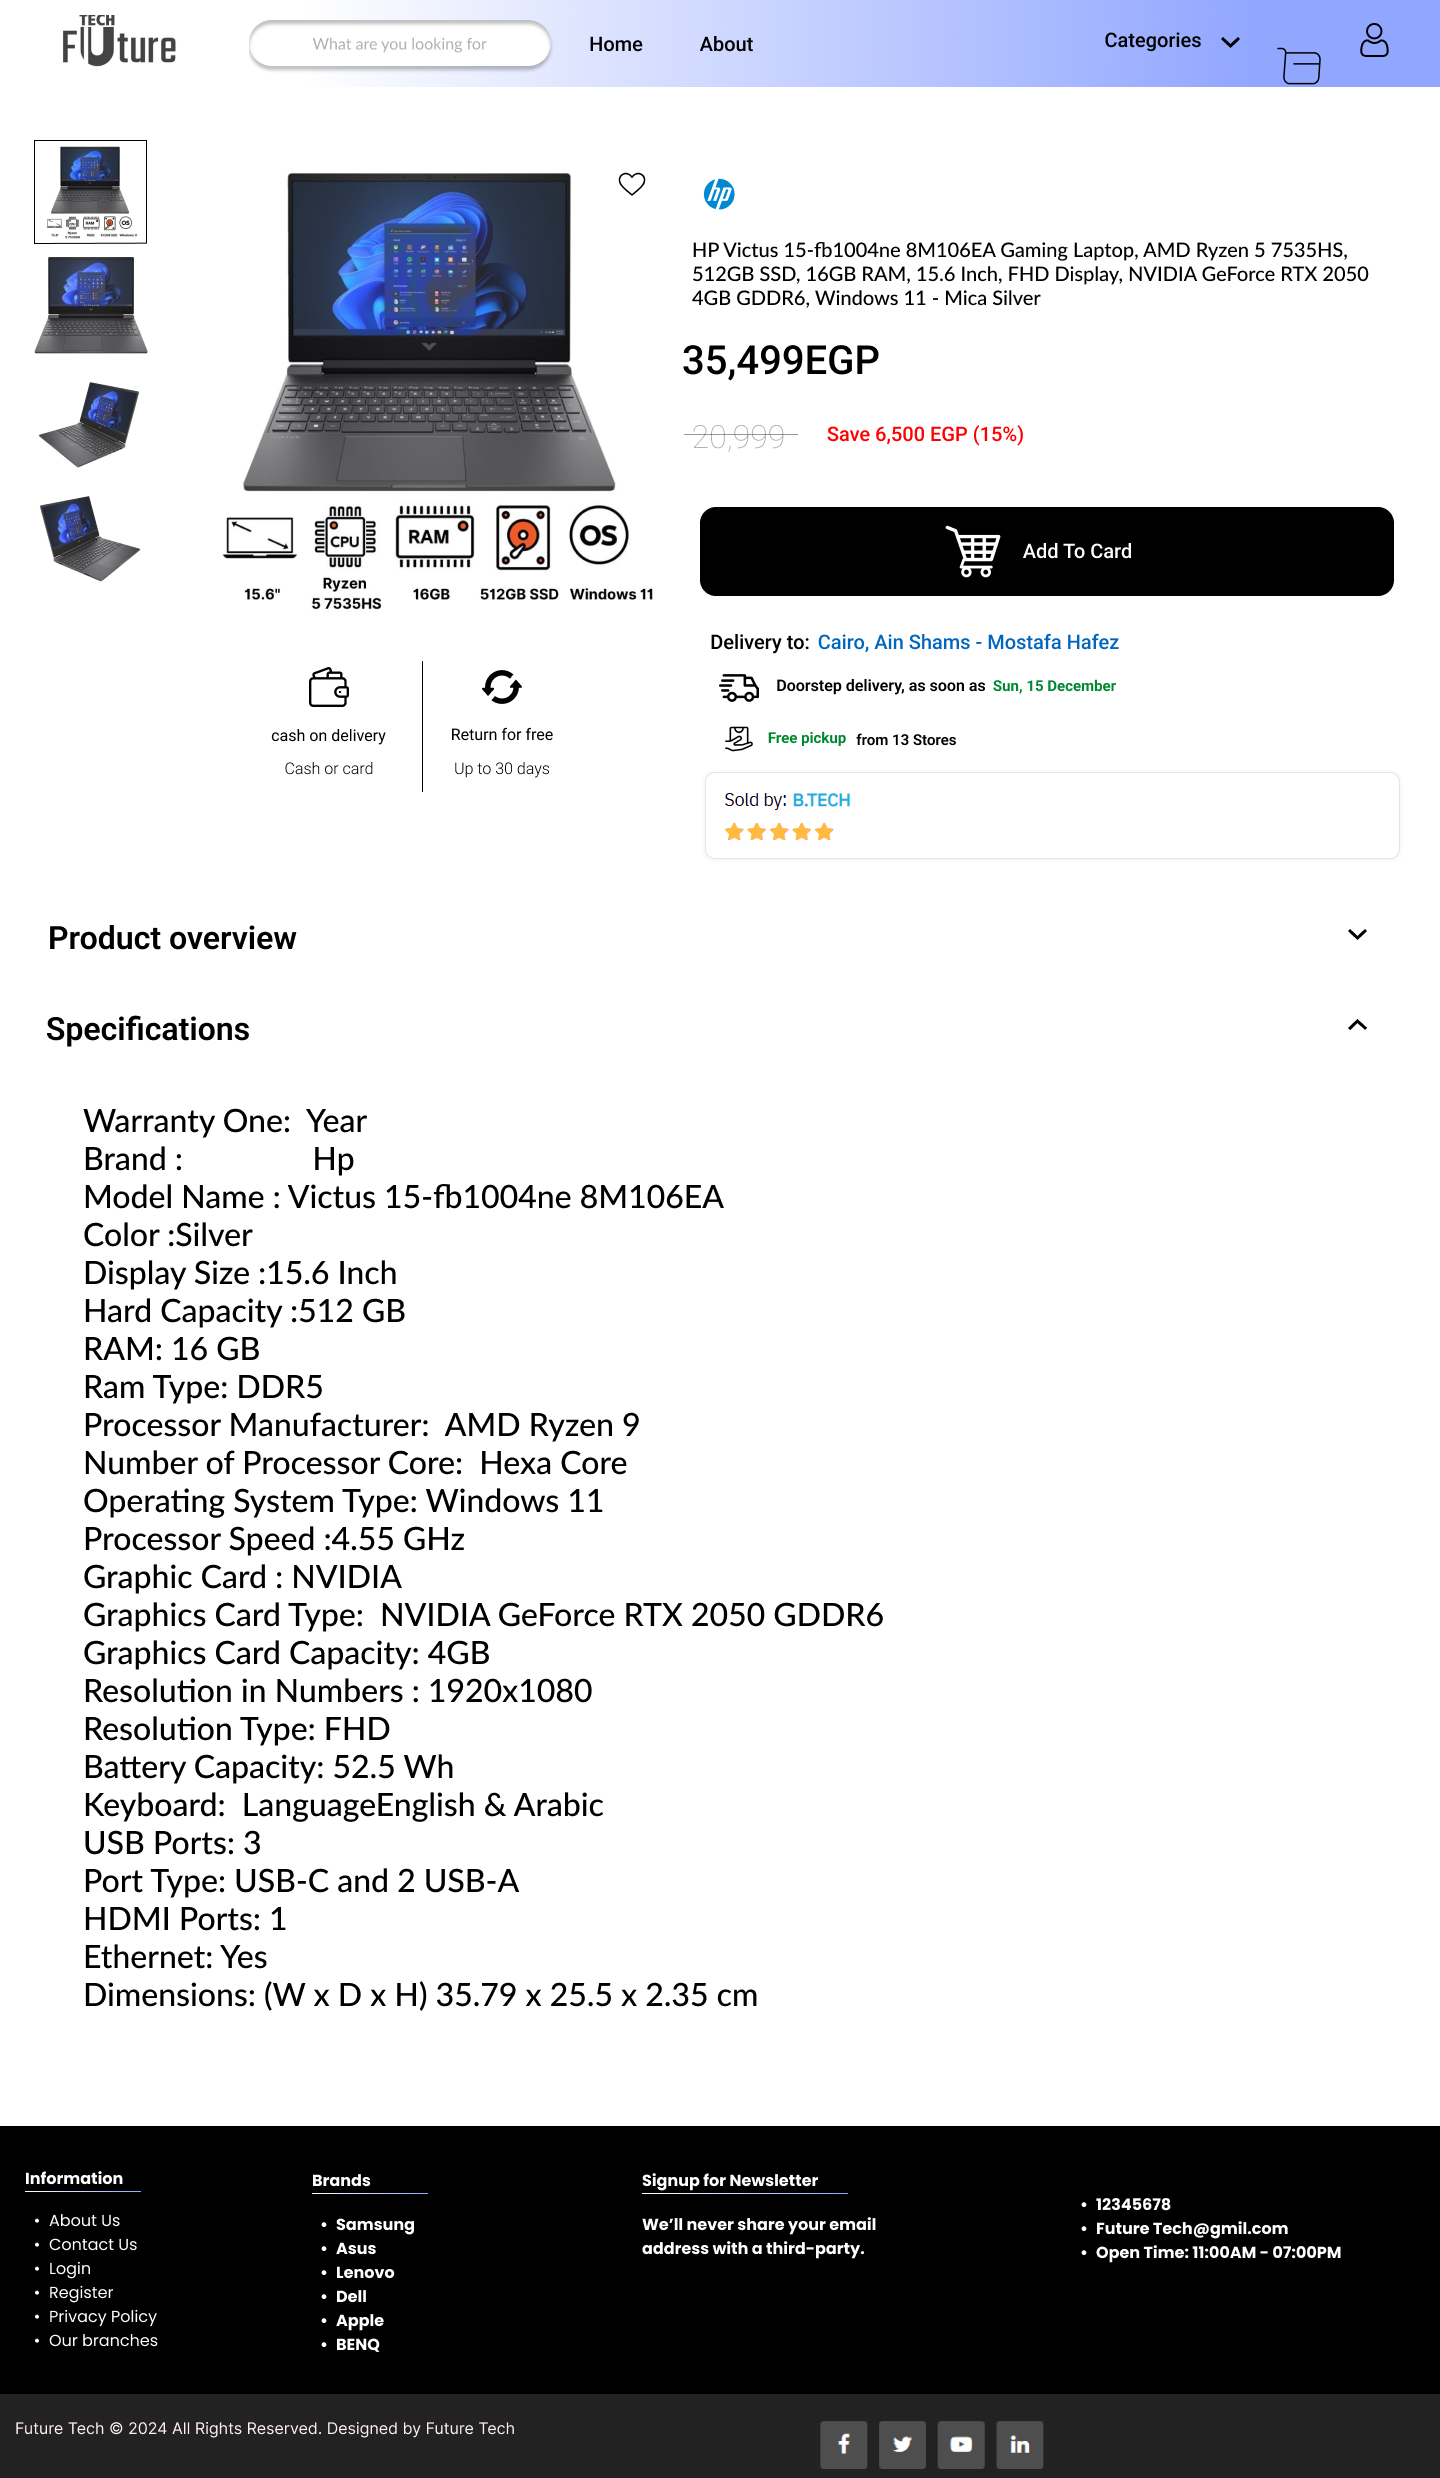 TECH
FUture
What are you looking for
Home
About
Categories
hp
HP Victus 15-fb1004ne 8M106EA Gaming Laptop, AMD Ryzen 5 7535HS,
512GB SSD, 16GB RAM, 15.6 Inch, FHD Display, NVIDIA GeForce RTX 2050
4GB GDDR6, Windows 11 - Mica Silver
35,499EGP
20,999
Save 6,500 EGP (15%)
CPU
RAM
OS
15.6"
Ryzen
5 7535HS
16GB
512GB SSD
Windows 11
Add To Card
Delivery to: Cairo, Ain Shams - Mostafa Hafez
Doorstep delivery, as soon as Sun, 15 December
Free pickup from 13 Stores
Sold by: B.TECH
cash on delivery
Cash or card
Return for free
Up to 30 days
Product overview
Specifications
Warranty One:  Year
Brand : Hp
Model Name : Victus 15-fb1004ne 8M106EA
Color :Silver
Display Size :15.6 Inch
Hard Capacity :512 GB
RAM: 16 GB
Ram Type: DDR5
Processor Manufacturer:  AMD Ryzen 9
Number of Processor Core:  Hexa Core
Operating System Type: Windows 11
Processor Speed :4.55 GHz
Graphic Card : NVIDIA
Graphics Card Type:  NVIDIA GeForce RTX 2050 GDDR6
Graphics Card Capacity: 4GB
Resolution in Numbers : 1920x1080
Resolution Type: FHD
Battery Capacity: 52.5 Wh
Keyboard:  LanguageEnglish & Arabic
USB Ports: 3
Port Type: USB-C and 2 USB-A
HDMI Ports: 1
Ethernet: Yes
Dimensions: (W x D x H) 35.79 x 25.5 x 2.35 cm
Information
• About Us
• Contact Us
• Login
• Register
• Privacy Policy
• Our branches
Brands
• Samsung
• Asus
• Lenovo
• Dell
• Apple
• BENQ
Signup for Newsletter
We'll never share your email
address with a third-party.
• 12345678
• Future Tech@gmil.com
• Open Time: 11:00AM - 07:00PM
Future Tech © 2024 All Rights Reserved. Designed by Future Tech